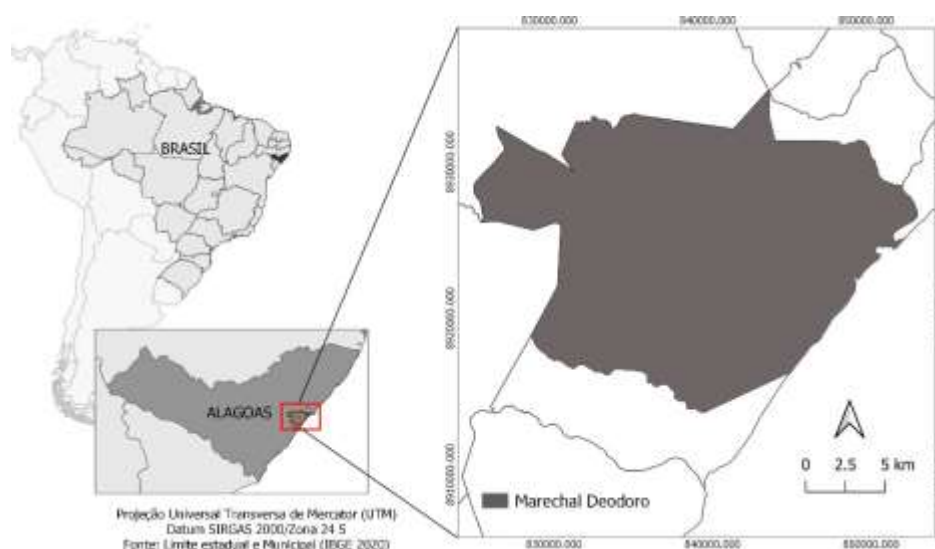 830000.000 840000.000 850000.000
BRASIL
8930000.000
8920000.000
ALAGOAS
8910000.000
0 2.5 5 km
Marechal Deodoro
Projeção Universal Transversa de Mercator (UTM)
Datum SIRGAS 2000/Zona 24 S
Fonte: Limite estadual e Municipal (IBGE 2020)
830000.000 840000.000 850000.000